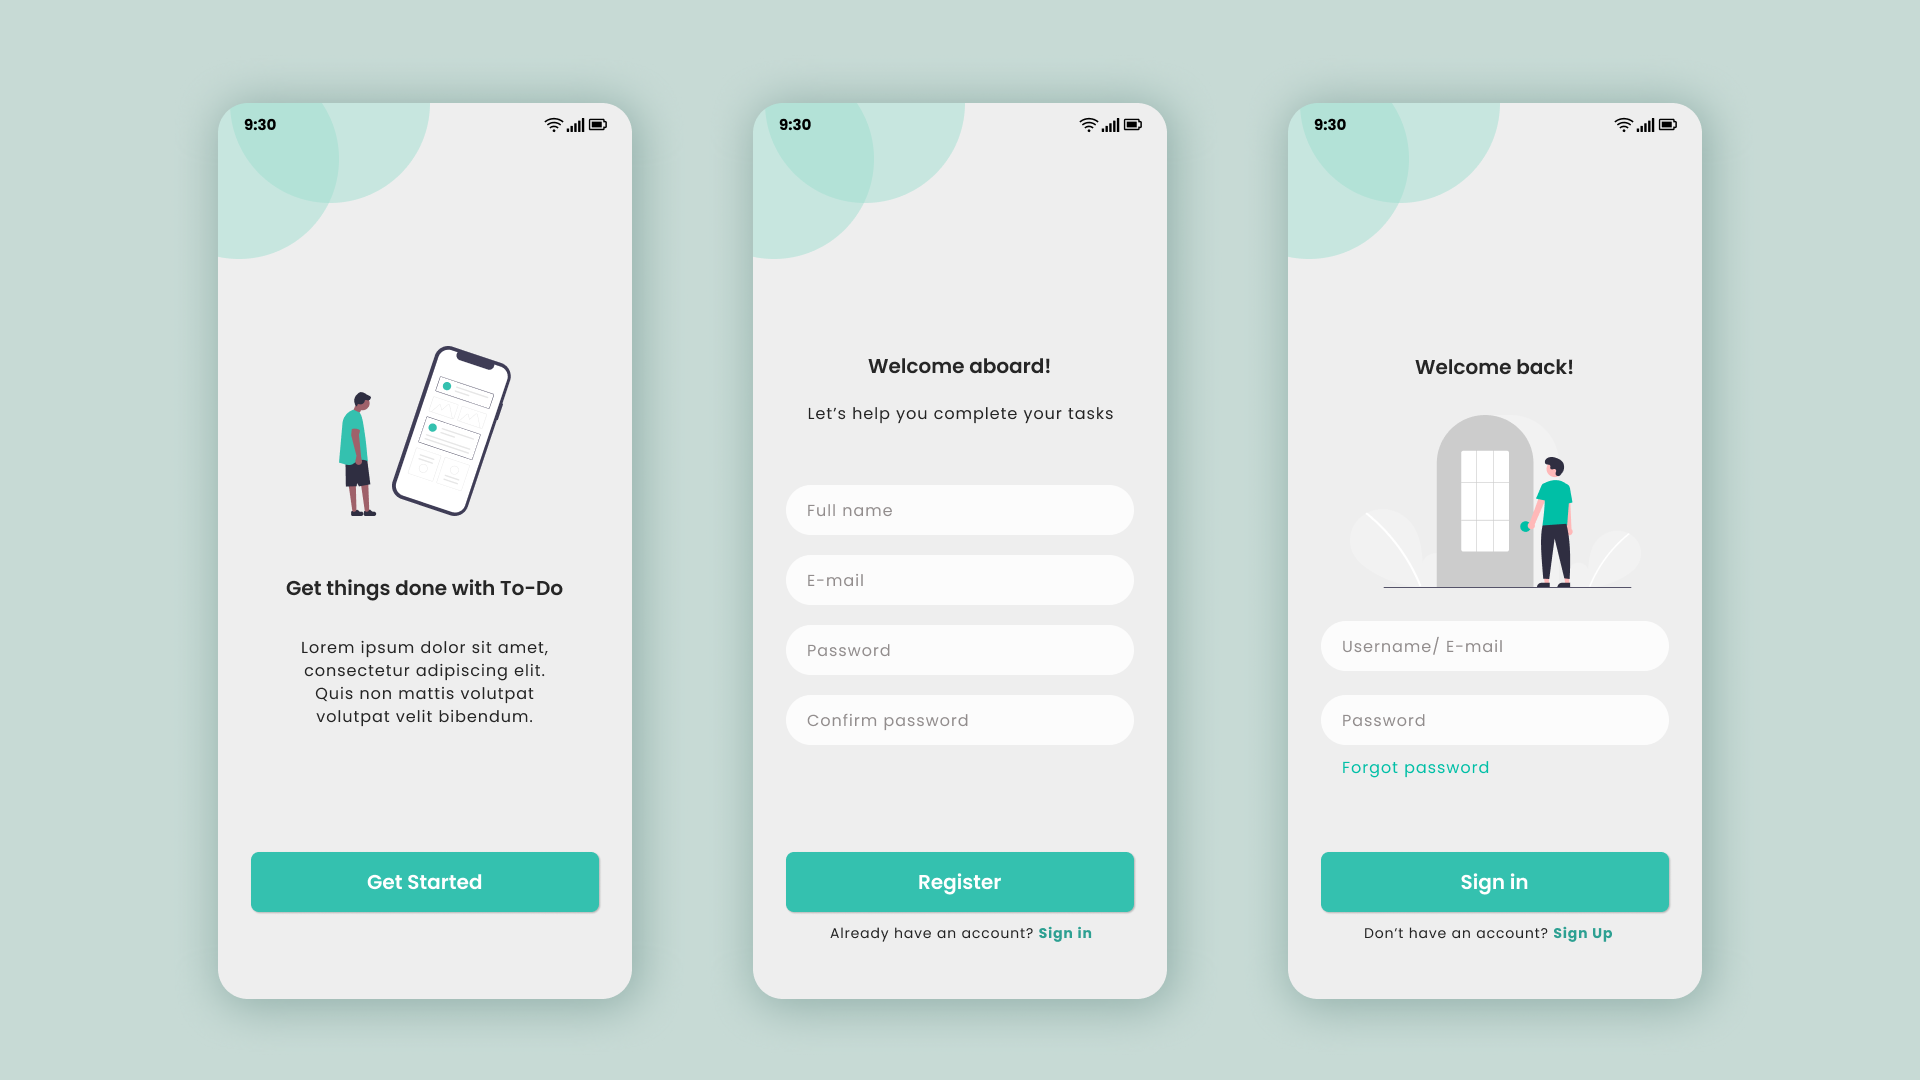 9:30
Get things done with To-Do
Lorem ipsum dolor sit amet,
consectetur adipiscing elit.
Quis non mattis volutpat
volutpat velit bibendum.
Get Started
9:30
Welcome aboard!
Let’s help you complete your tasks
Full name
E-mail
Password
Confirm password
Register
Already have an account? Sign in
9:30
Welcome back!
Username/ E-mail
Password
Forgot password
Sign in
Don’t have an account? Sign Up